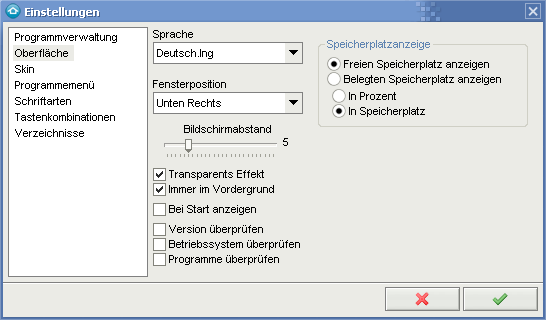 Einstellungen
Programmverwaltung
Oberfläche
Skin
Programmemenü
Schriftarten
Tastenkombinationen
Verzeichnisse
Sprache
Deutsch.lng
Fensterposition
Unten Rechts
Bildschirmabstand
5
Transparents Effekt
Immer im Vordergrund
Bei Start anzeigen
Version überprüfen
Betriebssystem überprüfen
Programme überprüfen
Speicherplatzanzeige
Freien Speicherplatz anzeigen
Belegten Speicherplatz anzeigen
In Prozent
In Speicherplatz